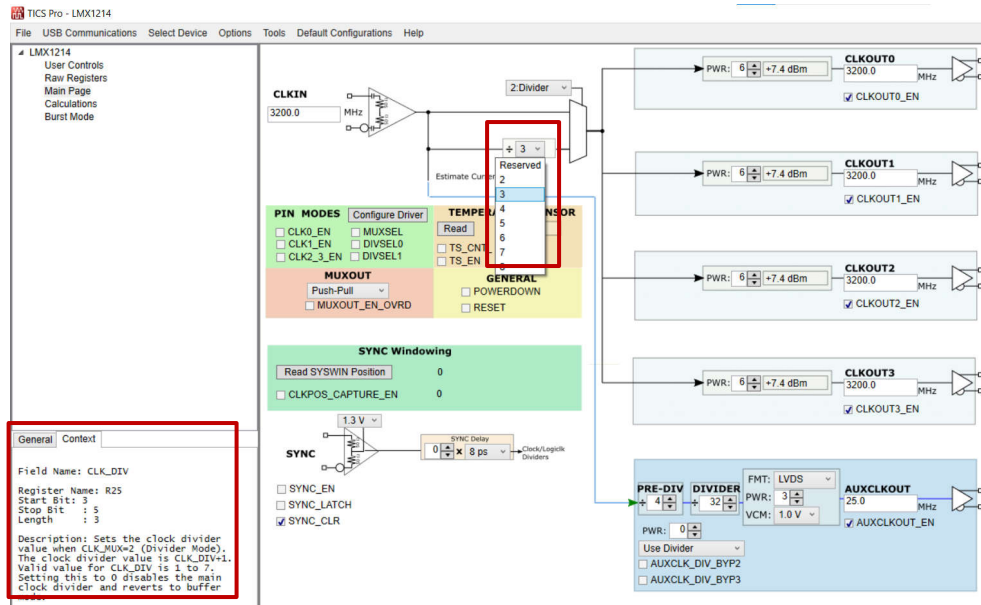 TICS Pro - LMX1214
File USB Communications Select Device Options Tools Default Configurations Help
LMX1214
User Controls
Raw Registers
Main Page
Calculations
Burst Mode
General Context
Field Name: CLK_DIV
Register Name: R25
Start Bit: 3
Stop Bit : 5
Length : 3
Description: Sets the clock divider
value when CLK_MUX=2 (Divider Mode).
The clock divider value is CLK_DIV+1.
Valid value for CLK_DIV is 1 to 7.
Setting this to 0 disables the main
clock divider and reverts to buffer
CLKIN
3200.0 MHz
2:Divider
÷ 3
Reserved
2
3
4
5
6
7
Estimate
PIN MODES Configure Driver
CLK0_EN MUXSEL
CLK1_EN DIVSEL0
CLK2_3_EN DIVSEL1
Read
TS_EN
MUXOUT
Push-Pull
MUXOUT_EN_OVRD
GENERAL
POWERDOWN
RESET
SYNC Windowing
Read SYSWIN Position 0
CLKPOS_CAPTURE_EN 0
1.3 V
SYNC
SYNC Delay
0 x 8 ps
Clock/Logiclk
Dividers
SYNC_EN
SYNC_LATCH
SYNC_CLR
CLKOUT0
PWR: 6 +7.4 dBm 3200.0 MHz
CLKOUT0_EN
CLKOUT1
PWR: 6 +7.4 dBm 3200.0 MHz
CLKOUT1_EN
CLKOUT2
PWR: 6 +7.4 dBm 3200.0 MHz
CLKOUT2_EN
CLKOUT3
PWR: 6 +7.4 dBm 3200.0 MHz
CLKOUT3_EN
PRE-DIV DIVIDER
÷ 4 ÷ 32
FMT: LVDS
PWR: 3
VCM: 1.0 V
AUXCLKOUT
25.0 MHz
AUXCLKOUT_EN
PWR: 0
Use Divider
AUXCLK_DIV_BYP2
AUXCLK_DIV_BYP3